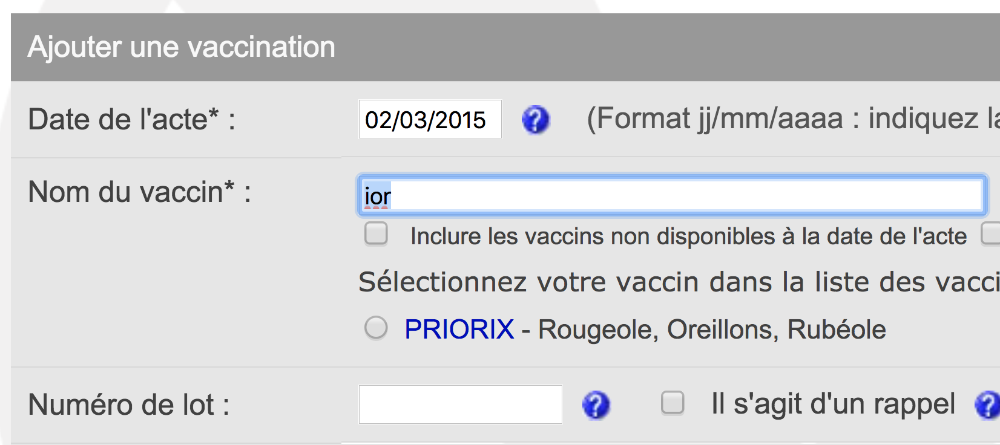 Ajouter une vaccination
Date de l'acte* : 02/03/2015 ? (Format jj/mm/aaaa : indiquez
Nom du vaccin* : ior
Inclure les vaccins non disponibles à la date de l'acte
Sélectionnez votre vaccin dans la liste des
PRIORIX - Rougeole, Oreillons, Rubéole
Numéro de lot : ? Il s'agit d'un rappel ?